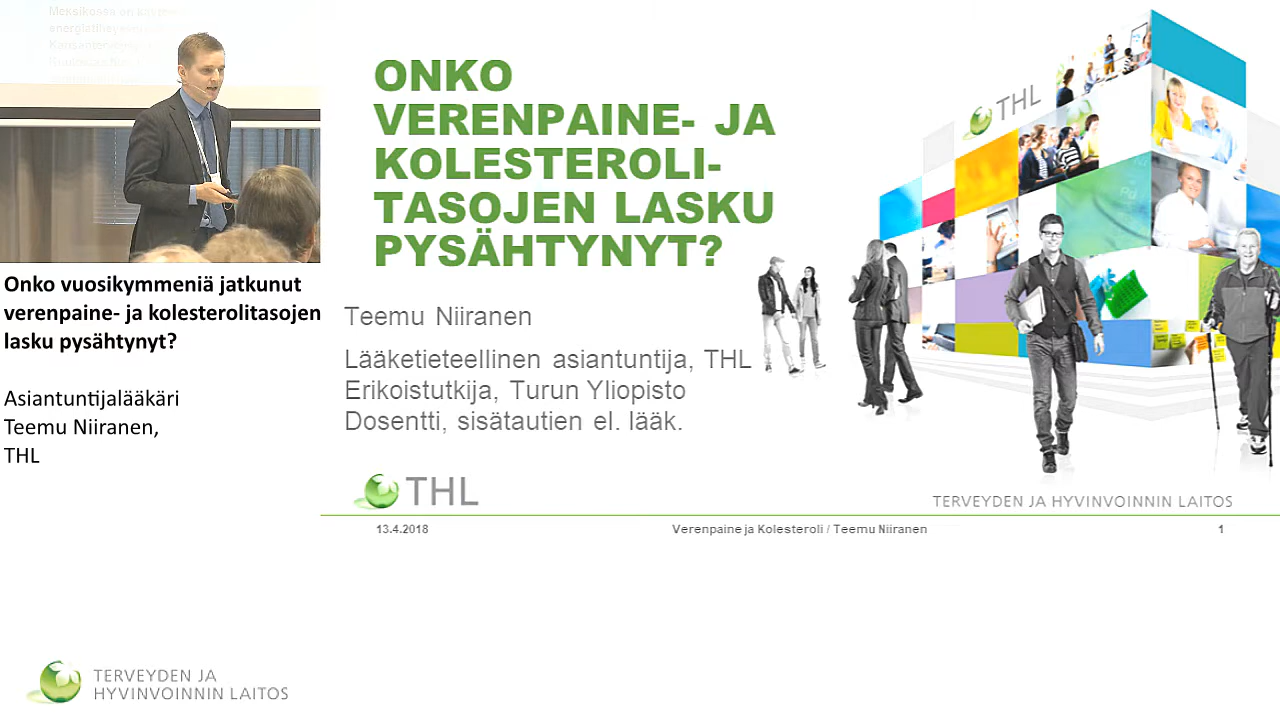 Meksikossa on
ONKO
VERENPAINE- JA
KOLESTEROLI-
TASOJEN LASKU
PYSÄHTYNYT?
Teemu Niiranen
Lääketieteellinen asiantuntija, THL
Erikoistutkija, Turun Yliopisto
Dosentti, sisätautien el. lääk.
THL
THL
TERVEYDEN JA HYVINVOINNIN LAITOS
13.4.2018 Verenpaine ja Kolesteroli / Teemu Niiranen 1
Onko vuosikymmeniä jatkunut
verenpaine- ja kolesterolitasojen
lasku pysähtynyt?
Asiantuntijalääkäri
Teemu Niiranen,
THL
TERVEYDEN JA
HYVINVOINNIN LAITOS